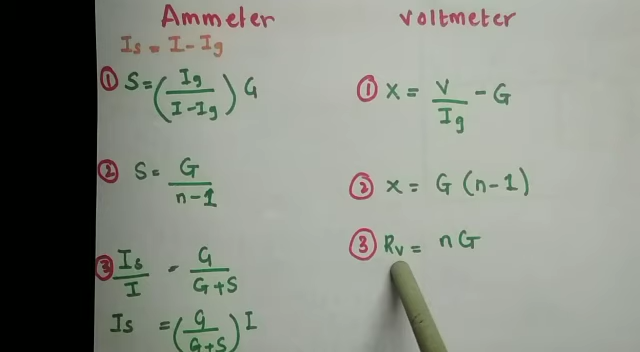 Ammeter
Is = I - Ig
① S = (Ig / (I - Ig)) G
② S = G / (n-1)
③ Is / I = G / (G+S)
Is = (G / (G+S)) I
Voltmeter
① X = V / Ig - G
② X = G (n-1)
③ Rv = nG